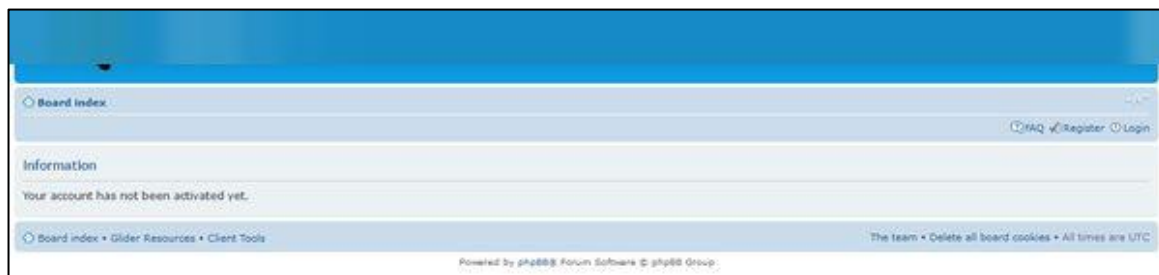 Board index
FAQ Register Login
Information
Your account has not been activated yet.
Board index • Glider Resources • Client Tools
The team • Delete all board cookies • All times are UTC
Powered by phpBB® Forum Software © phpBB Group